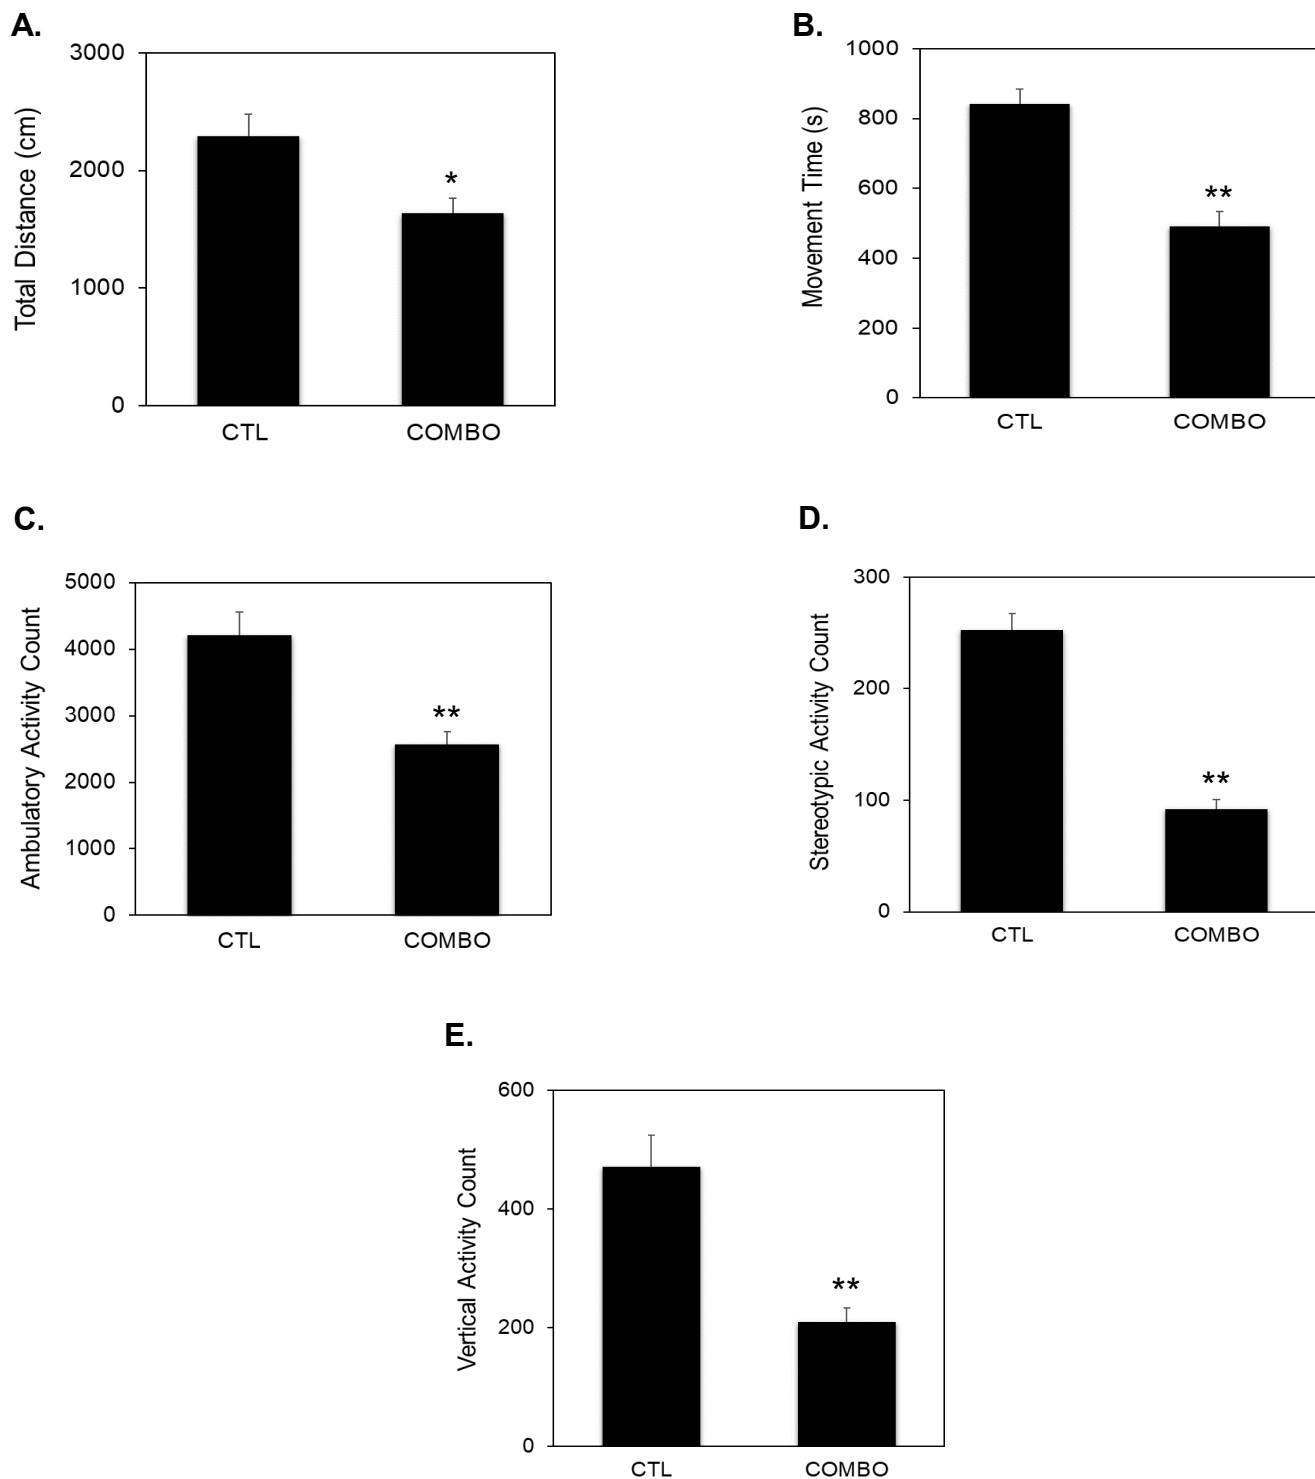 A.
Total Distance (cm)
3000
2000
1000
0
*
CTL
COMBO
B.
Movement Time (s)
1000
800
600
400
200
0
**
CTL
COMBO
C.
Ambulatory Activity Count
5000
4000
3000
2000
1000
0
**
CTL
COMBO
D.
Stereotypic Activity Count
300
200
100
0
**
CTL
COMBO
E.
Vertical Activity Count
600
400
200
0
**
CTL
COMBO